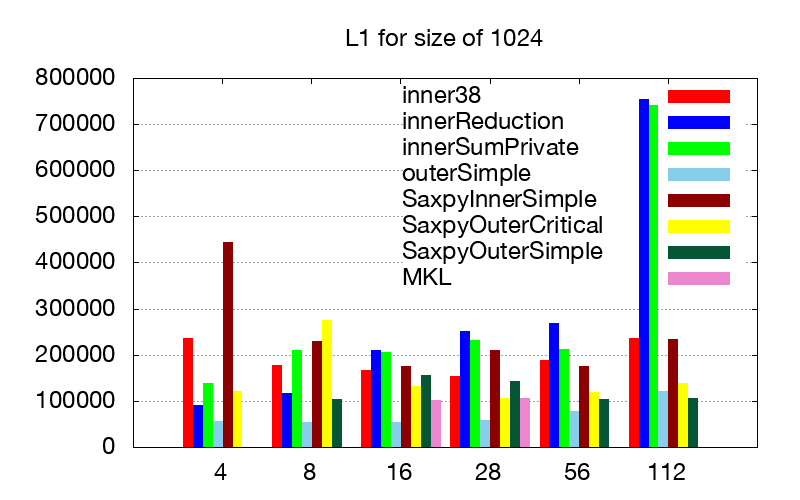 L1 for size of 1024
800000
700000
600000
500000
400000
300000
200000
100000
0
inner38
innerReduction
innerSumPrivate
outerSimple
SaxpyInnerSimple
SaxpyOuterCritical
SaxpyOuterSimple
MKL
4 8 16 28 56 112